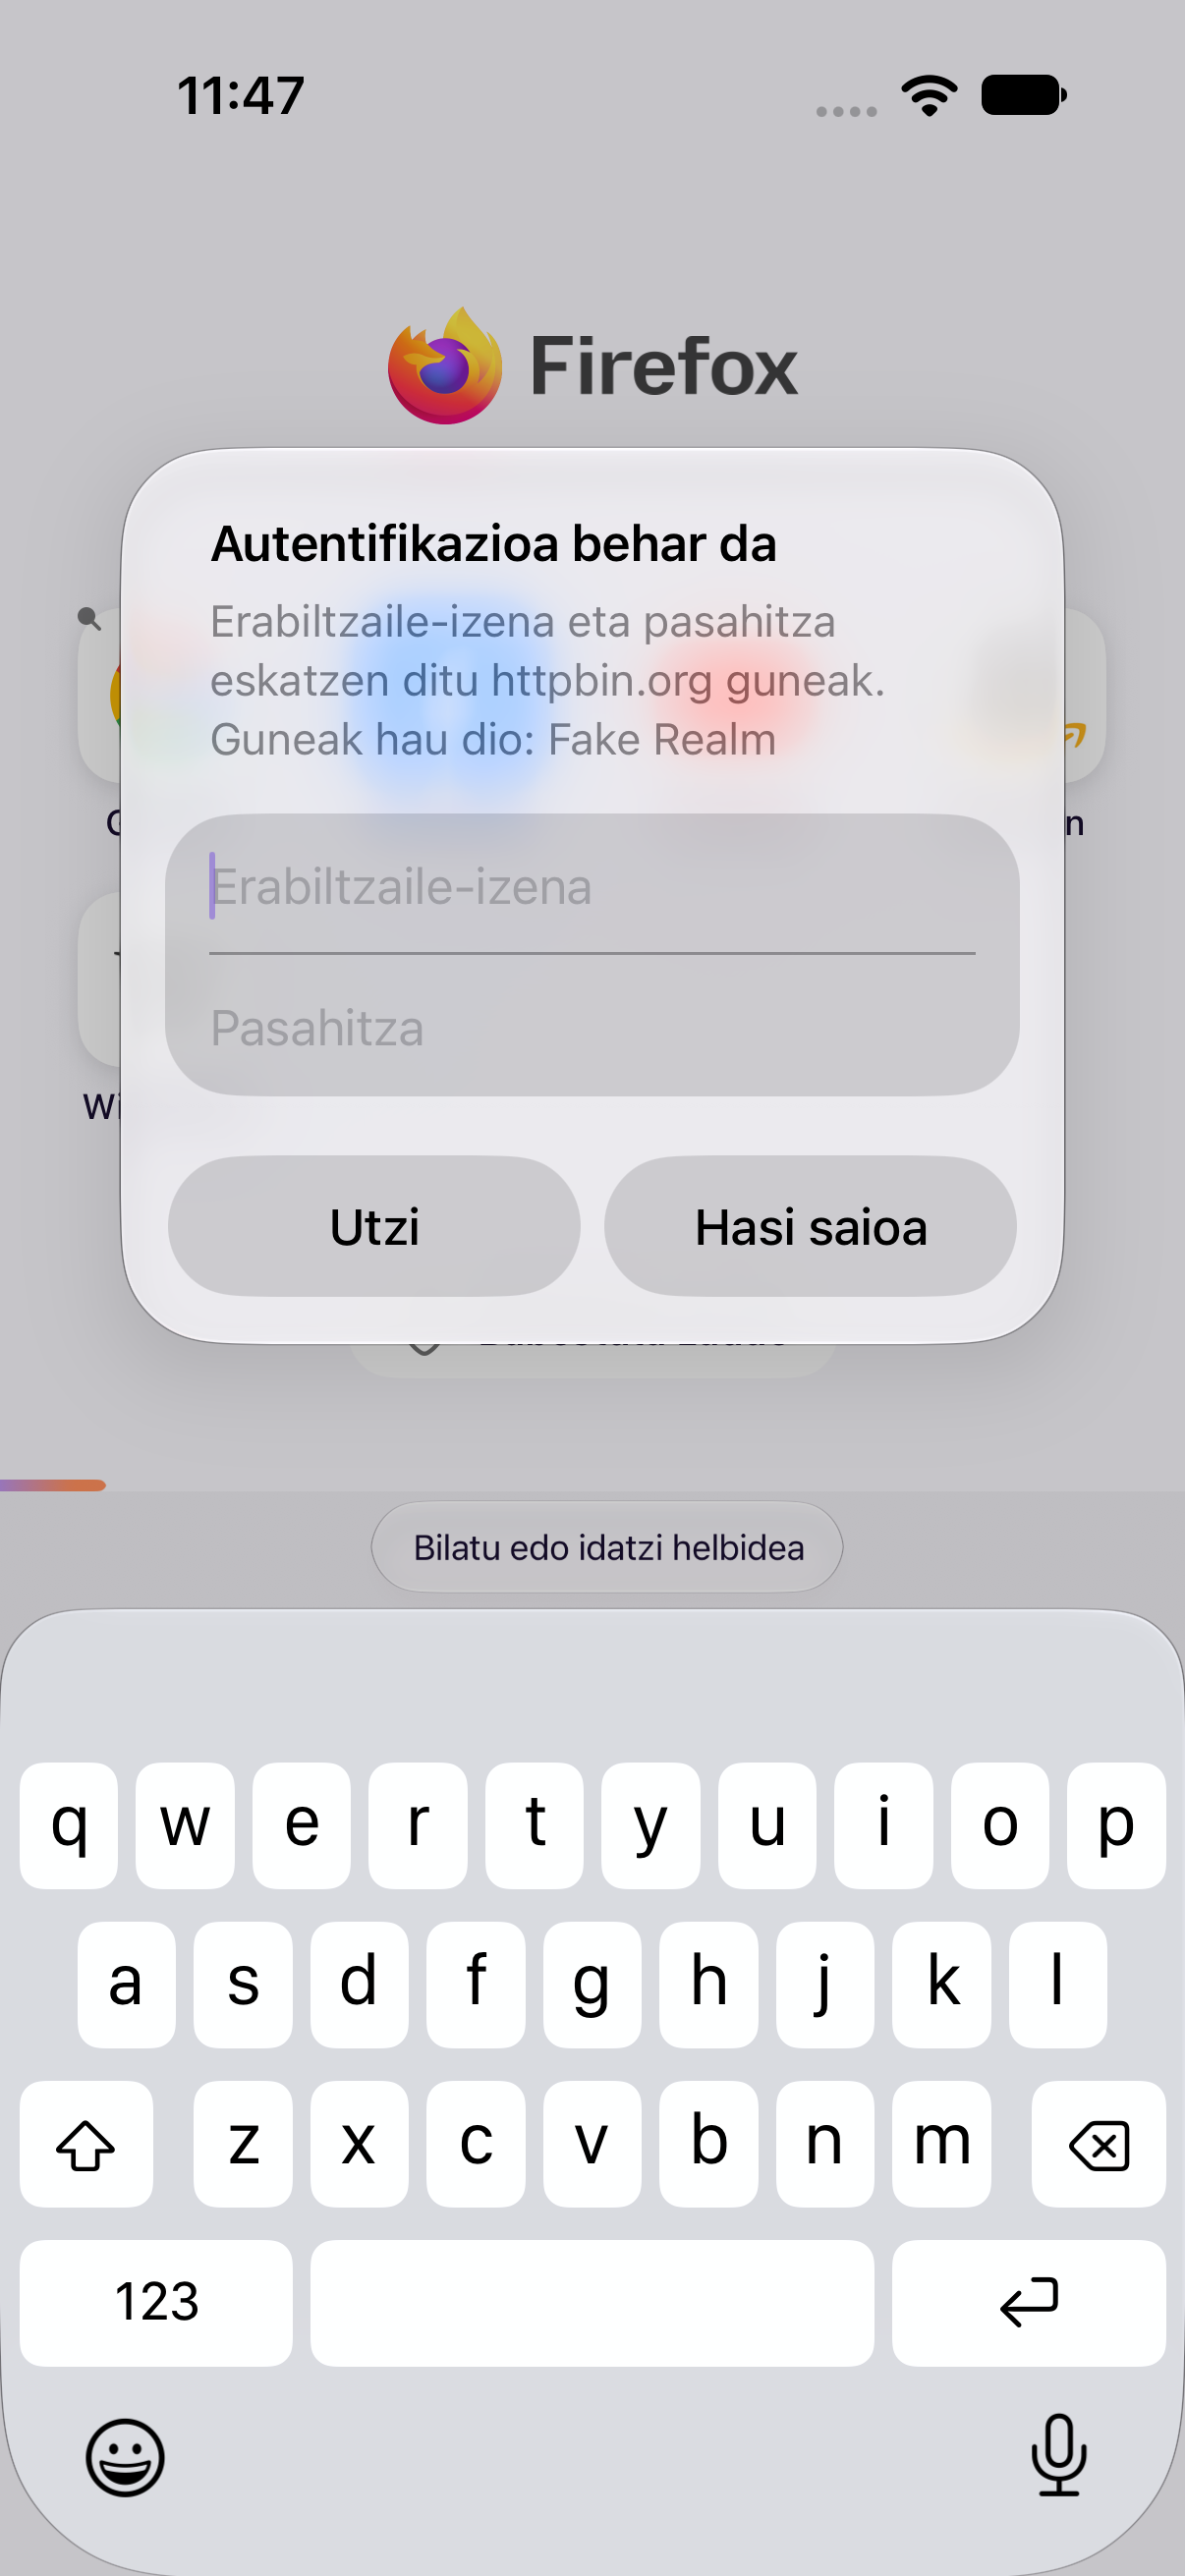 11:47
Firefox
Autentifikazioa behar da
Erabiltzaile-izena eta pasahitza
eskatzen ditu httpbin.org guneak.
Guneak hau dio: Fake Realm
Erabiltzaile-izena
Pasahitza
Utzi
Hasi saioa
Bilatu edo idatzi helbidea
q w e r t y u i o p
a s d f g h j k l
z x c v b n m
123